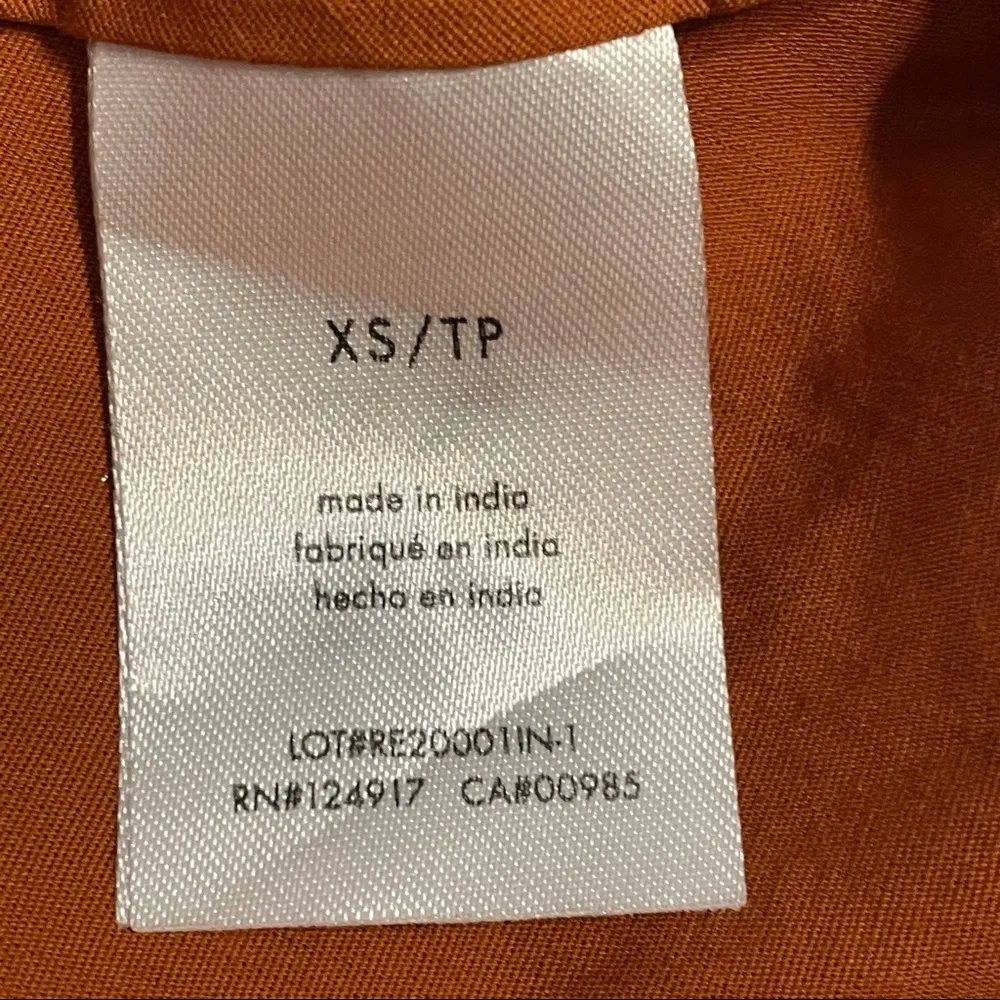 XS/TP
made in india
fabriqué en india
hecho en india
LOT#RE20001IN-1
RN#124917 CA#00985